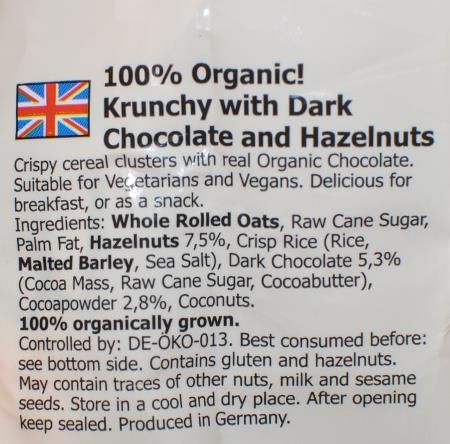 100% Organic!
Krunchy with Dark
Chocolate and Hazelnuts
Crispy cereal clusters with real Organic Chocolate.
Suitable for Vegetarians and Vegans. Delicious for
breakfast, or as a snack.
Ingredients: Whole Rolled Oats, Raw Cane Sugar,
Palm Fat, Hazelnuts 7,5%, Crisp Rice (Rice,
Malted Barley, Sea Salt), Dark Chocolate 5,3%
(Cocoa Mass, Raw Cane Sugar, Cocoabutter),
Cocoapowder 2,8%, Coconuts.
100% organically grown.
Controlled by: DE-ÖKO-013. Best consumed before:
see bottom side. Contains gluten and hazelnuts.
May contain traces of other nuts, milk and sesame
seeds. Store in a cool and dry place. After opening
keep sealed. Produced in Germany.